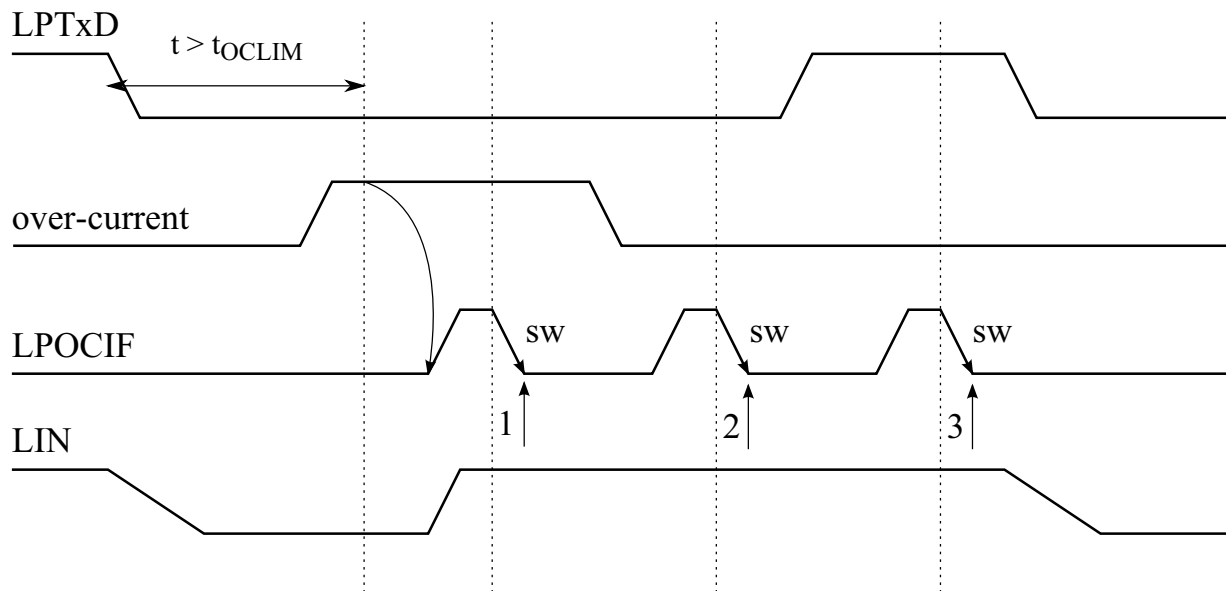 LPTxD
t > tOCLIM
over-current
LPOCIF
sw
sw
sw
1
2
3
LIN